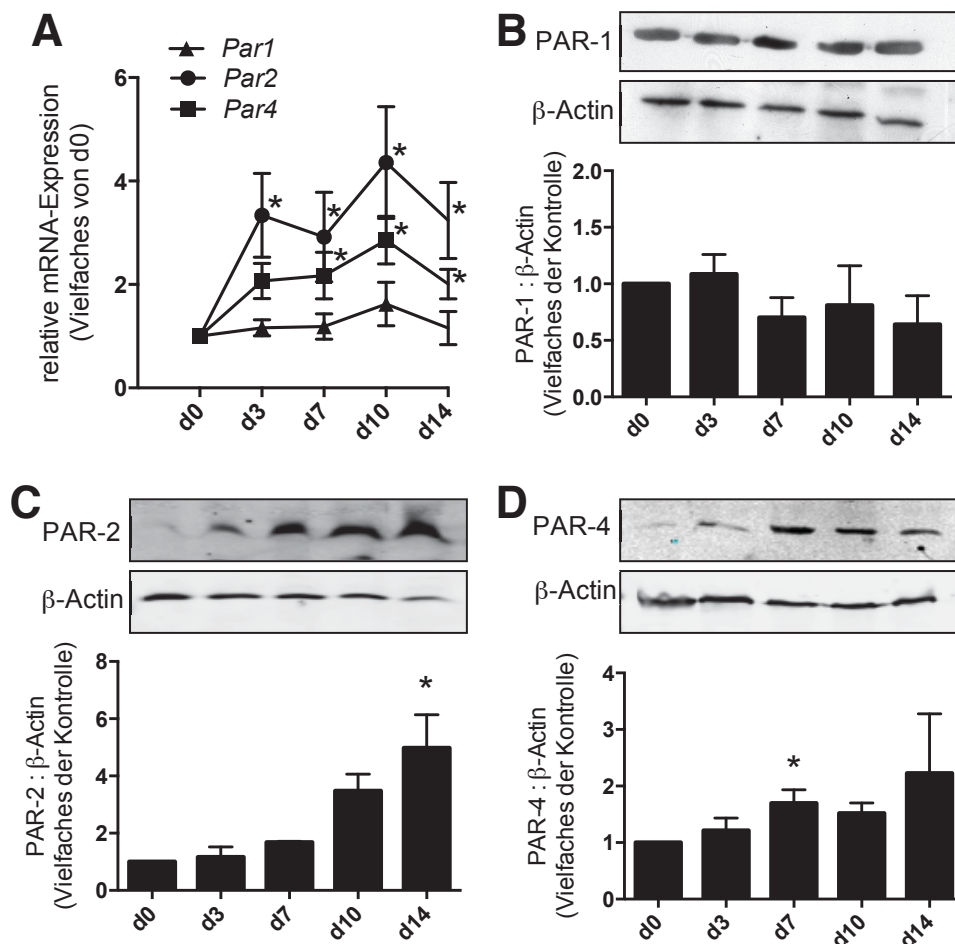 A
Par1
Par2
Par4
relative mRNA-Expression
(Vielfaches von d0)
6
4
2
0
* * * * * * *
d0 d3 d7 d10 d14
B
PAR-1
β-Actin
PAR-1 : β-Actin
(Vielfaches der Kontrolle)
2.0
1.5
1.0
0.5
0.0
d0 d3 d7 d10 d14
C
PAR-2
β-Actin
PAR-2 : β-Actin
(Vielfaches der Kontrolle)
8
6
4
2
0
*
d0 d3 d7 d10 d14
D
PAR-4
β-Actin
PAR-4 : β-Actin
(Vielfaches der Kontrolle)
4
3
2
1
0
*
d0 d3 d7 d10 d14